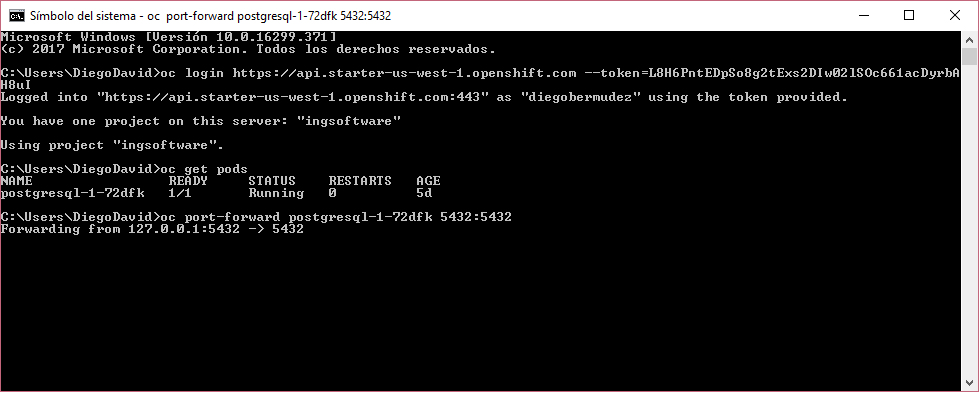 Símbolo del sistema - oc port-forward postgresql-1-72dfk 5432:5432
Microsoft Windows [Versión 10.0.16299.371]
(c) 2017 Microsoft Corporation. Todos los derechos reservados.
C:\Users\DiegoDavid>oc login https://api.starter-us-west-1.openshift.com --token=L8H6PntEDpSo8g2tExs2DIw02lSOc661acDyrbA
H8uI
Logged into "https://api.starter-us-west-1.openshift.com:443" as "diegobermudez" using the token provided.
You have one project on this server: "ingsoftware"
Using project "ingsoftware".
C:\Users\DiegoDavid>oc get pods
NAME READY STATUS RESTARTS AGE
postgresql-1-72dfk 1/1 Running 0 5d
C:\Users\DiegoDavid>oc port-forward postgresql-1-72dfk 5432:5432
Forwarding from 127.0.0.1:5432 -> 5432